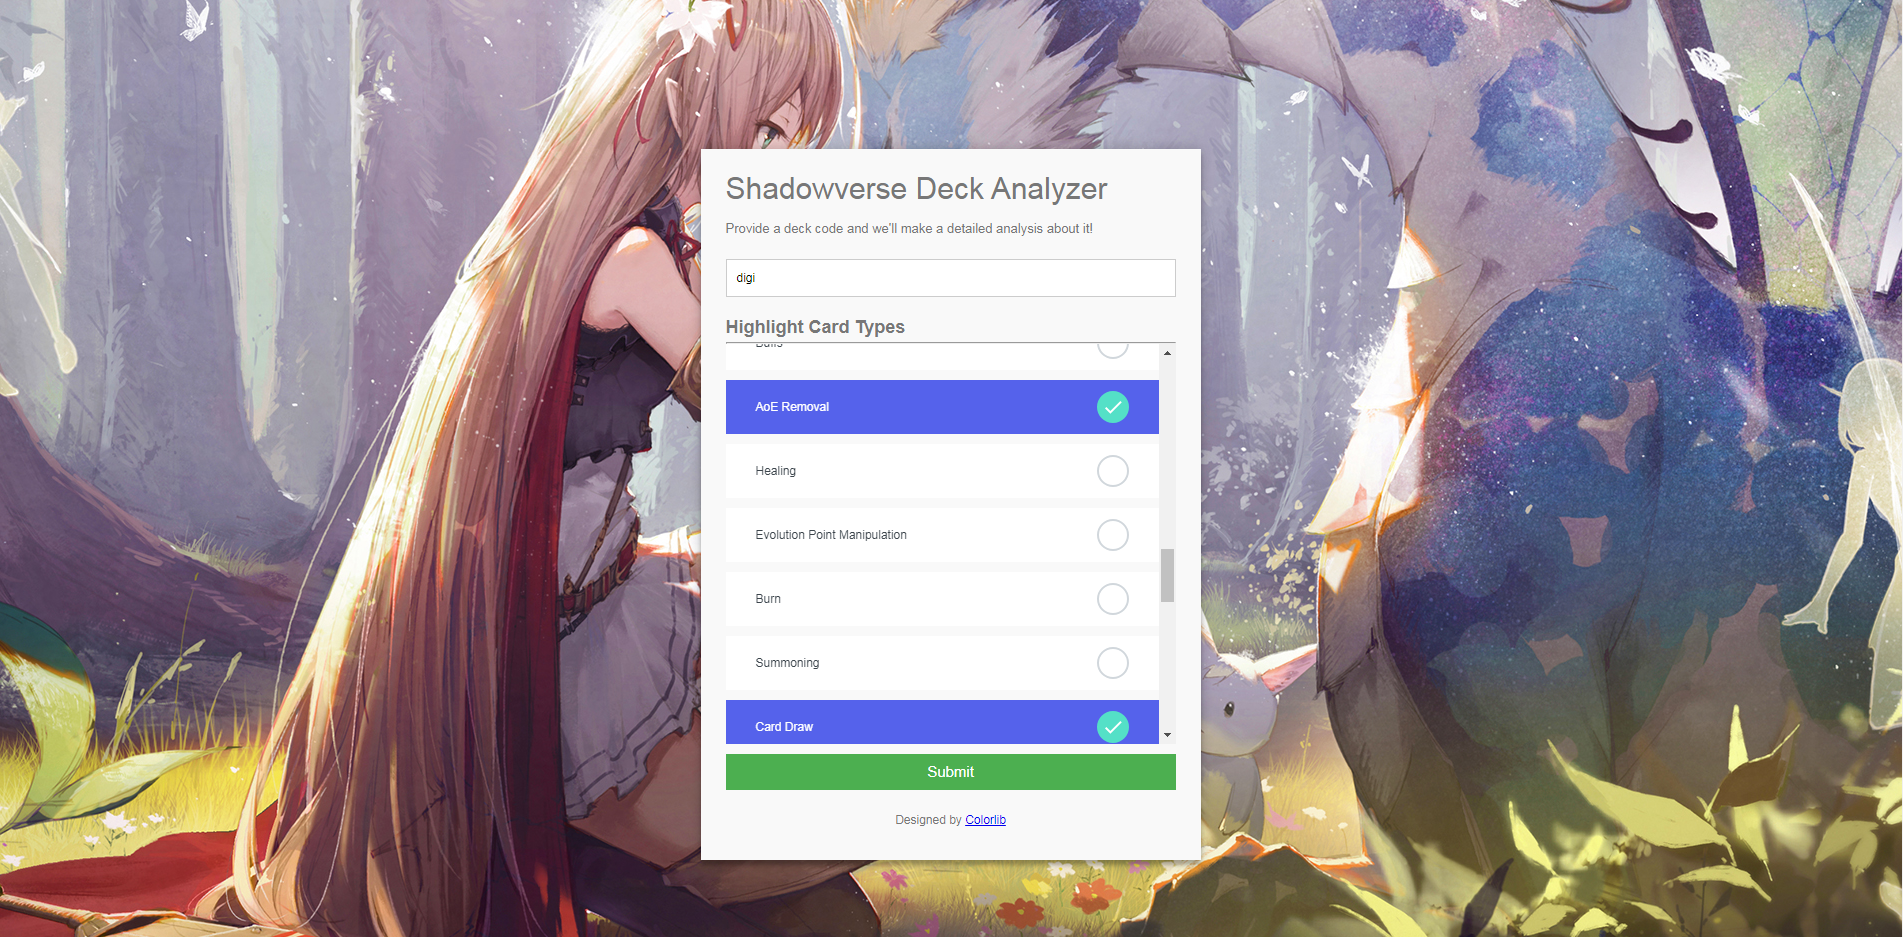 Shadowverse Deck Analyzer
Provide a deck code and we'll make a detailed analysis about it!
digi
Highlight Card Types
AoE Removal
Healing
Evolution Point Manipulation
Burn
Summoning
Card Draw
Submit
Designed by Colorlib